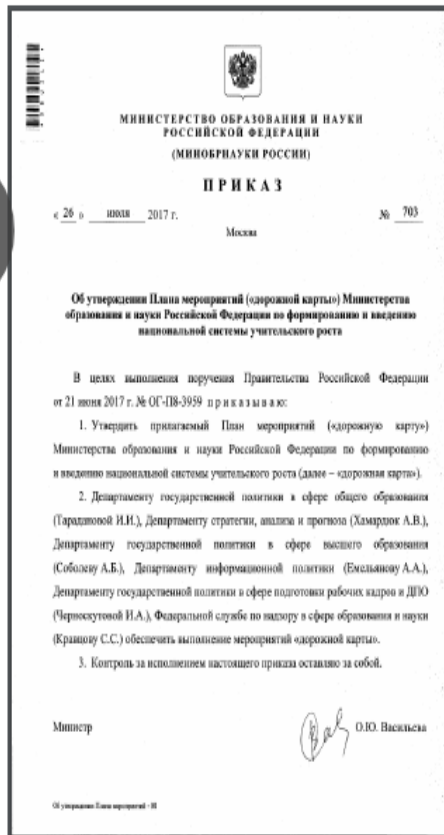 МИНИСТЕРСТВО ОБРАЗОВАНИЯ И НАУКИ
РОССИЙСКОЙ ФЕДЕРАЦИИ
(МИНОБРНАУКИ РОССИИ)
ПРИКАЗ
« 26 » июля 2017 г. № 703
Москва
Об утверждении Плана мероприятий («дорожной карты») Министерства
образования и науки Российской Федерации по формированию и введению
национальной системы учительского роста
В целях выполнения поручения Правительства Российской Федерации
от 21 июня 2017 г. № ОГ-П8-3959 приказываю:
1. Утвердить прилагаемый План мероприятий («дорожную карту»)
Министерства образования и науки Российской Федерации по формированию
и введению национальной системы учительского роста (далее – «дорожная карта»).
2. Департаменту государственной политики в сфере общего образования
(Тарадановой И.И.), Департаменту стратегии, анализа и прогноза (Хамардюк А.В.),
Департаменту государственной политики в сфере высшего образования
(Соболеву А.Б.), Департаменту информационной политики (Емельянову А.А.),
Департаменту государственной политики в сфере подготовки рабочих кадров и ДПО
(Черноскутовой И.А.), Федеральной службе по надзору в сфере образования и науки
(Кравцову С.С.) обеспечить выполнение мероприятий «дорожной карты».
3. Контроль за исполнением настоящего приказа оставляю за собой.
Министр О.Ю. Васильева
Об утверждении Плана мероприятий -